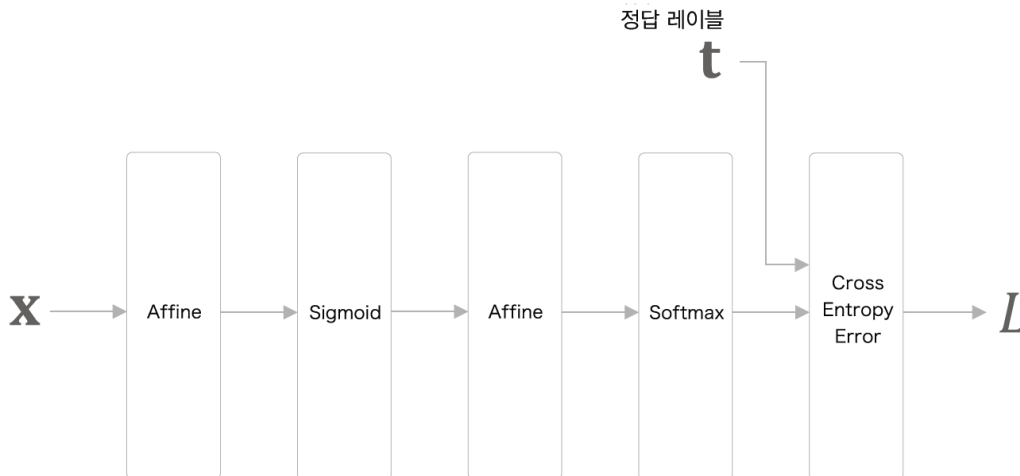 정답 레이블
t
x
Affine
Sigmoid
Affine
Softmax
Cross
Entropy
Error
L